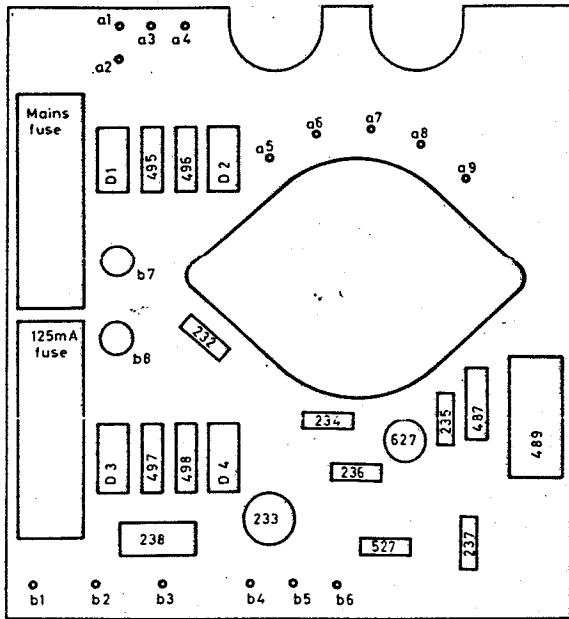 a1
a3
a4
a2
Mains
fuse
a5
a6
a7
a8
a9
D1
495
496
D2
b7
125mA
fuse
b8
232
234
627
235
487
489
D3
497
498
D4
236
238
233
527
237
b1
b2
b3
b4
b5
b6